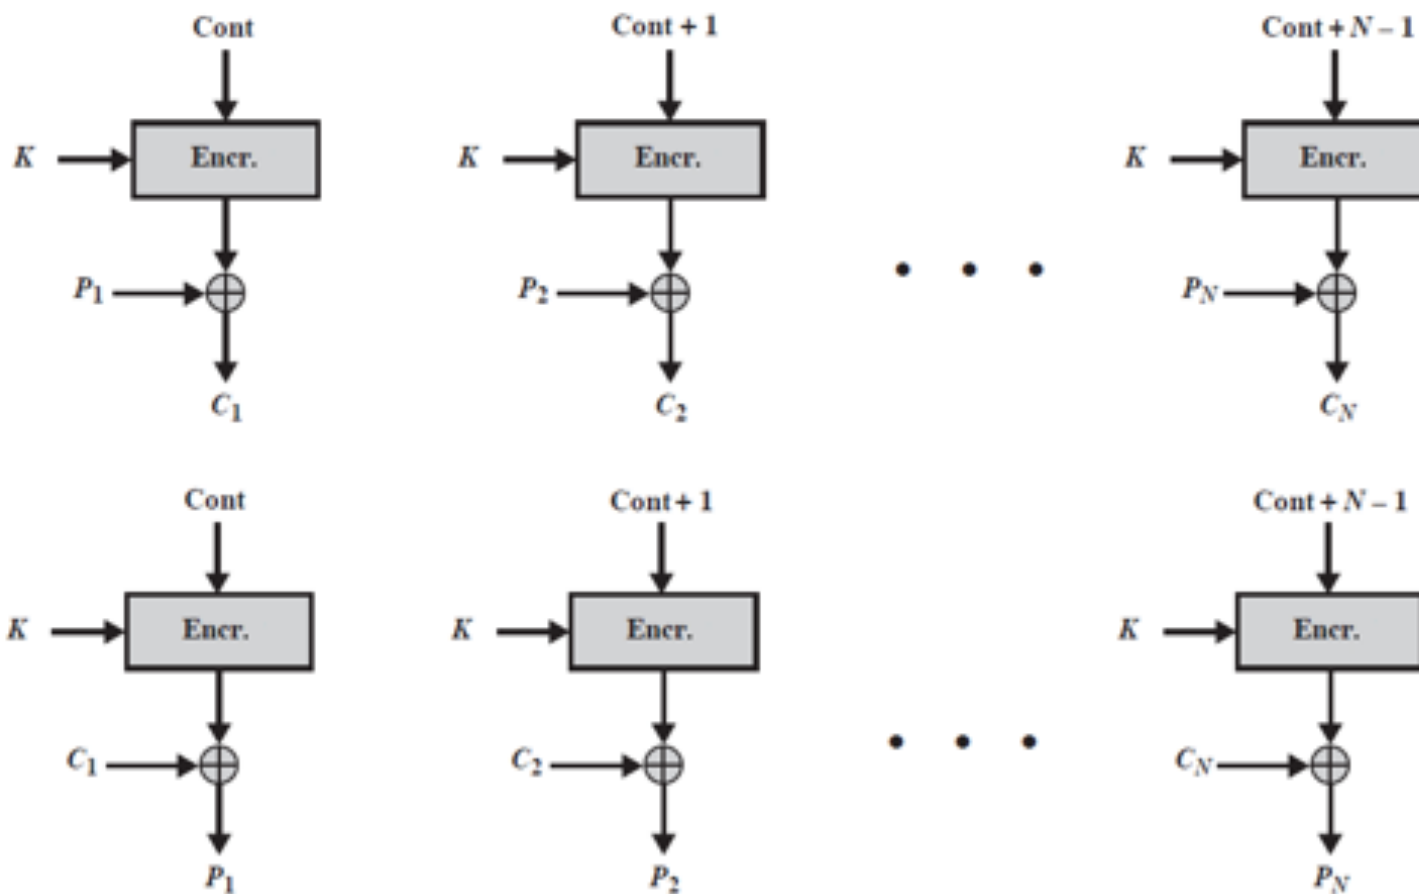 Cont Cont + 1 Cont + N – 1
K Encr. K Encr. K Encr.
P1 P2 PN
C1 C2 CN
Cont Cont + 1 Cont + N – 1
K Encr. K Encr. K Encr.
C1 C2 CN
P1 P2 PN